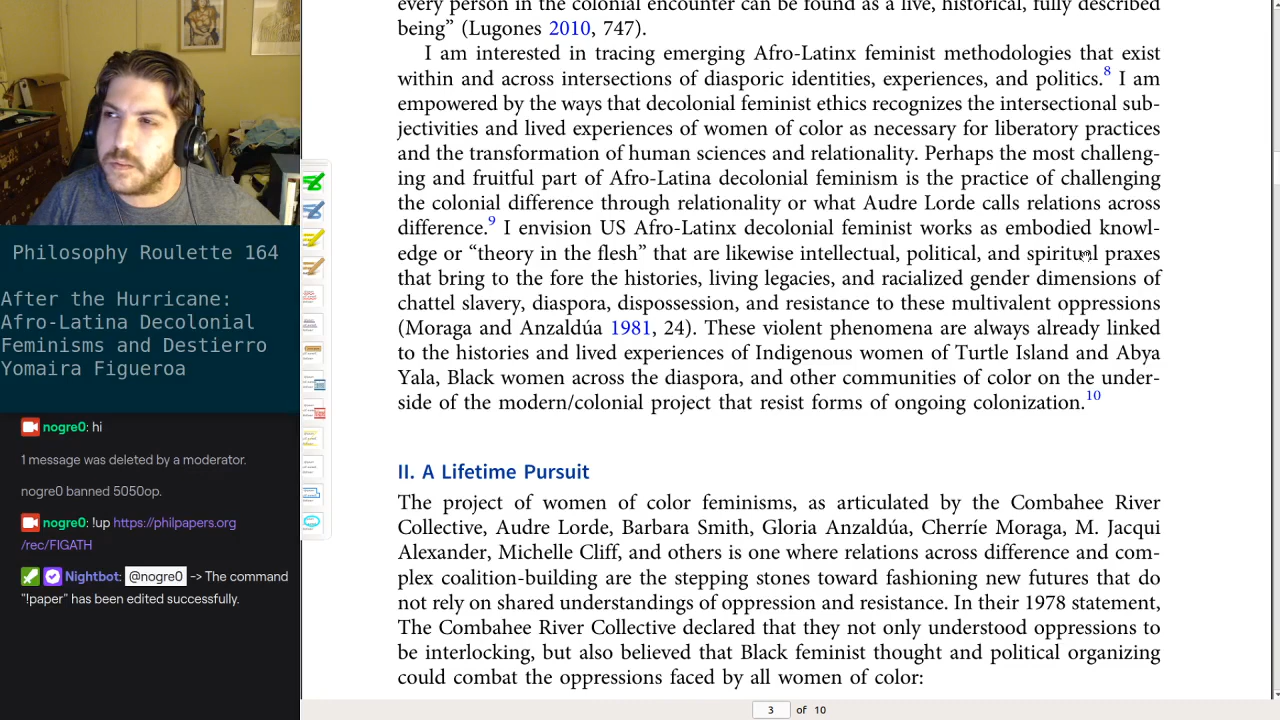 Philosophy Roulette 164
After the Hurricane:
Afro-Latina Decolonial
Feminisms and Destierro
Yomaira Figueroa
nogre0: hi
1 message was deleted by a moderator.
nogre0 banned 5050op.
nogre0: !up https://philpapers.org
/rec/FIGATH
Nightbot: @nogre0 -> The command
"!paper" has been edited successfully.
every person in the colonial encounter can be found as a live, historical, fully described
being” (Lugones 2010, 747).
I am interested in tracing emerging Afro-Latinx feminist methodologies that exist
within and across intersections of diasporic identities, experiences, and politics.8 I am
empowered by the ways that decolonial feminist ethics recognizes the intersectional sub-
jectivities and lived experiences of women of color as necessary for liberatory practices
and the transformation of human sciences and relationality. Perhaps the most challeng-
ing and fruitful part of Afro-Latina decolonial feminism is the practice of challenging
the colonial difference through relationality or what Audre Lorde calls relations across
difference.9 I envision US Afro-Latina decolonial feminist works as embodied knowl-
edge or “theory in the flesh” that are likewise intellectual, political, and spiritual praxes
that bring to the fore the histories, living legacies, and racialized gender dimensions of
chattel slavery, diaspora, dispossession, and resistance to these multivalent oppressions
(Moraga and Anzaldúa 1981, 24). These violent phenomena are always already linked
to the histories and lived experiences of Indigenous women of Turtle Island and Abya
Yala, Black women across the diaspora, and other communities of color on the under-
side of the modern/colonial project that resist forms of ongoing colonization.10
II. A Lifetime Pursuit
The project of women of color feminisms, articulated by the Combahee River
Collective, Audre Lorde, Barbara Smith, Gloria Anzaldúa, Cherríe Moraga, M. Jacqui
Alexander, Michelle Cliff, and others is one where relations across difference and com-
plex coalition-building are the stepping stones toward fashioning new futures that do
not rely on shared understandings of oppression and resistance. In their 1978 statement,
The Combahee River Collective declared that they not only understood oppressions to
be interlocking, but also believed that Black feminist thought and political organizing
could combat the oppressions faced by all women of color:
3 of 10